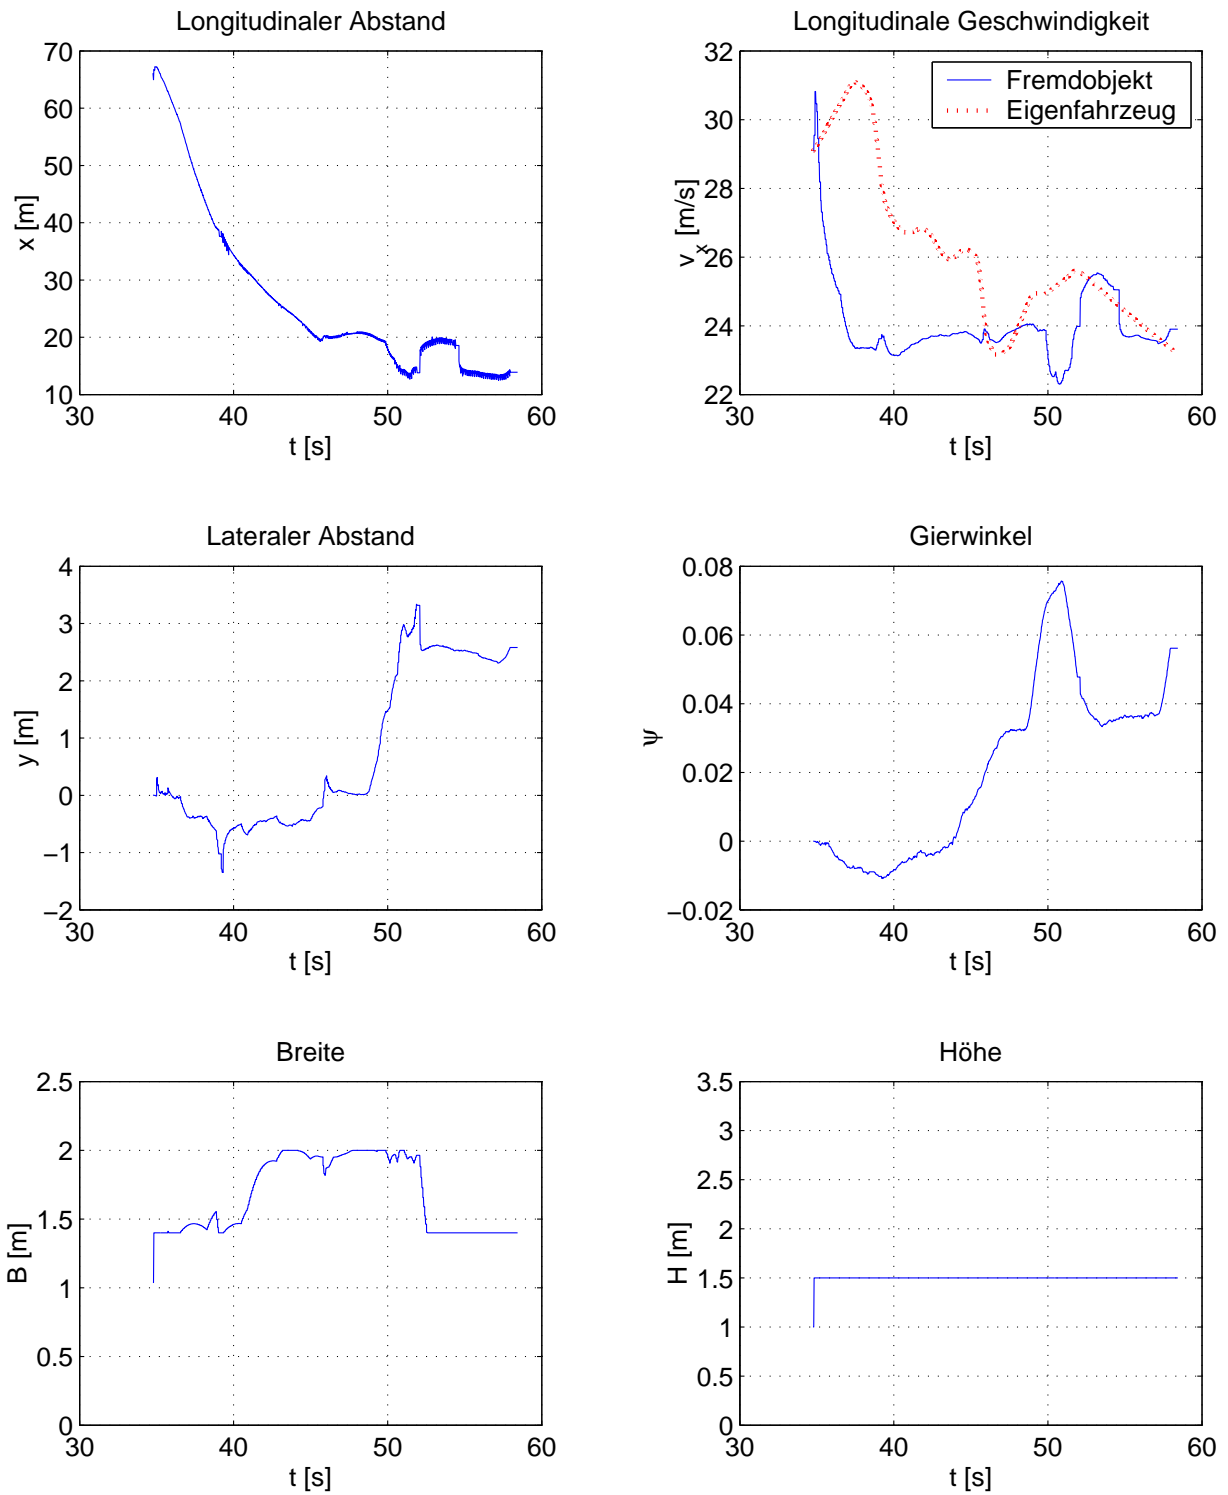 Longitudinaler Abstand
70
60
50
40
30
20
10
x [m]
30 40 50 60
t [s]
Longitudinale Geschwindigkeit
32
30
28
26
24
22
v_x [m/s]
Fremdobjekt
Eigenfahrzeug
30 40 50 60
t [s]
Lateraler Abstand
4
3
2
1
0
−1
−2
y [m]
30 40 50 60
t [s]
Gierwinkel
0.08
0.06
0.04
0.02
0
−0.02
ψ
30 40 50 60
t [s]
Breite
2.5
2
1.5
1
0.5
0
B [m]
30 40 50 60
t [s]
Höhe
3.5
3
2.5
2
1.5
1
0.5
0
H [m]
30 40 50 60
t [s]